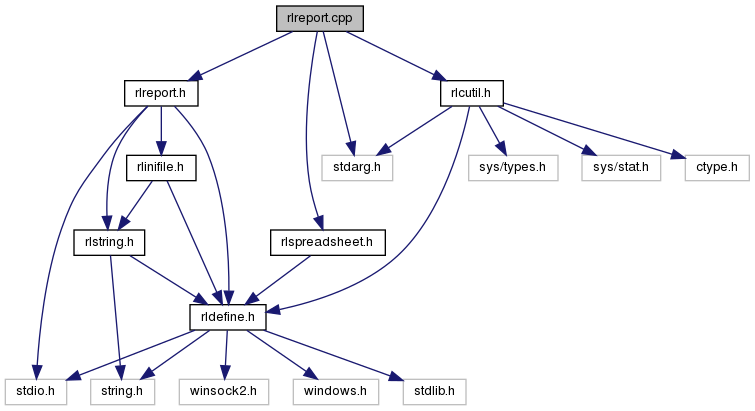 rlreport.cpp
rlreport.h
rlcutil.h
rlinifile.h
stdarg.h
sys/types.h
sys/stat.h
ctype.h
rlstring.h
rlspreadsheet.h
rldefine.h
stdio.h
string.h
winsock2.h
windows.h
stdlib.h